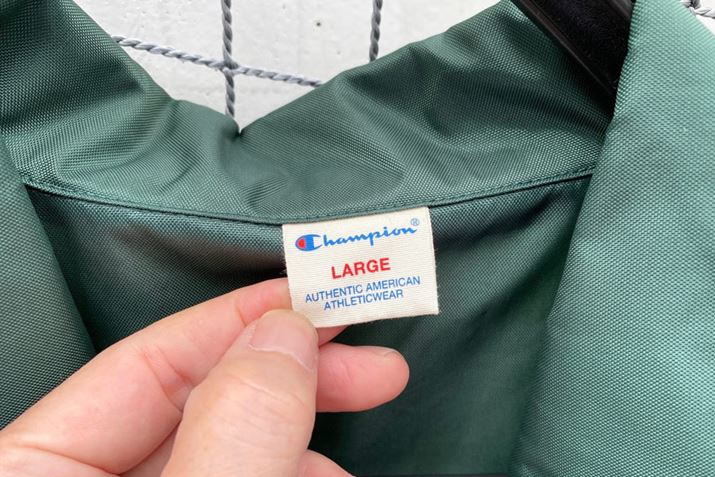 Champion®
LARGE
AUTHENTIC AMERICAN
ATHLETICWEAR